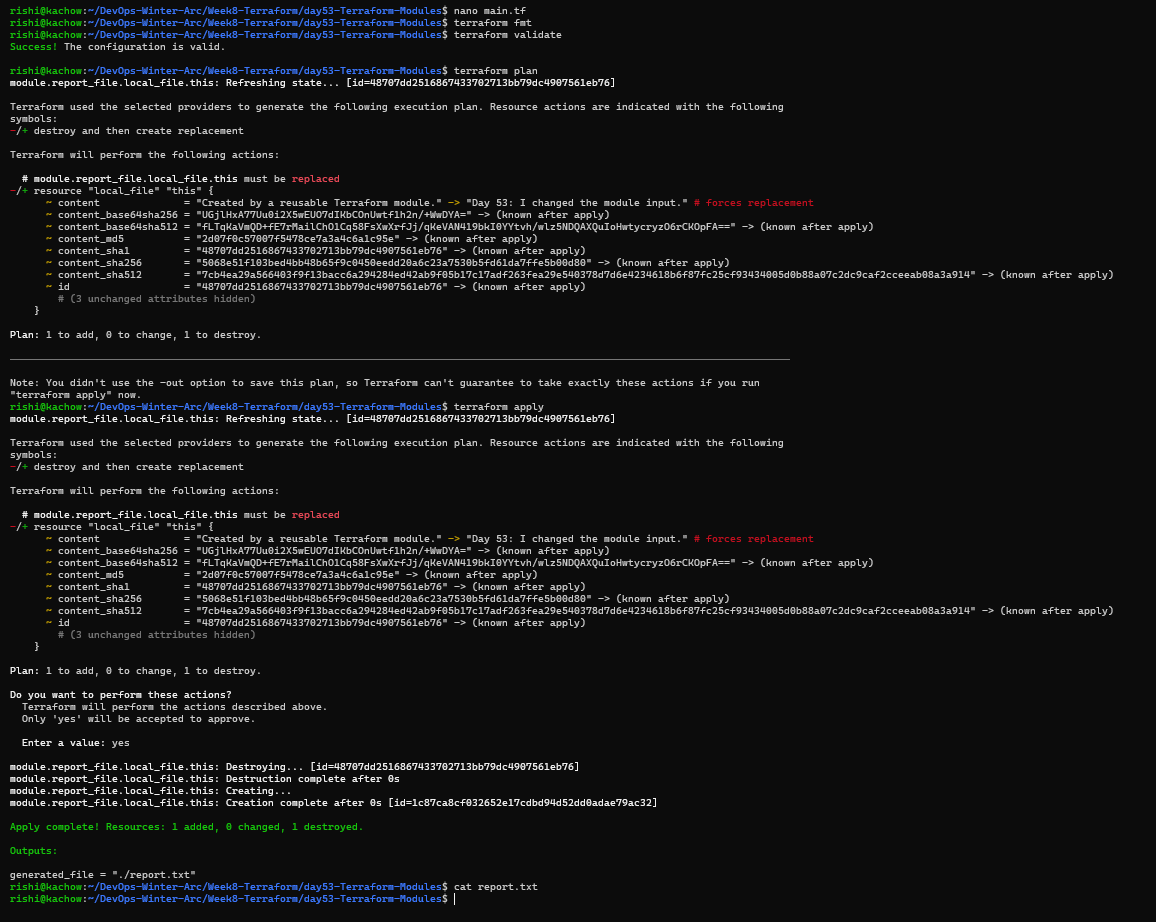 rishi@kachow:~/DevOps-Winter-Arc/Week8-Terraform/day53-Terraform-Modules$ nano main.tf
rishi@kachow:~/DevOps-Winter-Arc/Week8-Terraform/day53-Terraform-Modules$ terraform fmt
rishi@kachow:~/DevOps-Winter-Arc/Week8-Terraform/day53-Terraform-Modules$ terraform validate
Success! The configuration is valid.
rishi@kachow:~/DevOps-Winter-Arc/Week8-Terraform/day53-Terraform-Modules$ terraform plan
module.report_file.local_file.this: Refreshing state... [id=48707dd2516867433702713bb79dc4907561eb76]
Terraform used the selected providers to generate the following execution plan. Resource actions are indicated with the following
symbols:
-/+ destroy and then create replacement
Terraform will perform the following actions:
# module.report_file.local_file.this must be replaced
-/+ resource "local_file" "this" {
~ content = "Created by a reusable Terraform module." -> "Day 53: I changed the module input." # forces replacement
~ content_base64sha256 = "UGjlHxA77Uu0i2X5wEUO7dIKbCOnUwtf1h2n/+WwDYA=" -> (known after apply)
~ content_base64sha512 = "fLTqKaVmQD+fE7rMailChO1Cq58FsXwXrfJj/qKeVAN419bkI0YYtvh/wlz5NDQAXQuIoHwtycryzO6rCKOpFA==" -> (known after apply)
~ content_md5 = "2d07f0c57007f5478ce7a3a4c6a1c95e" -> (known after apply)
~ content_sha1 = "48707dd2516867433702713bb79dc4907561eb76" -> (known after apply)
~ content_sha256 = "5068e51f103bed4bb48b65f9c0450eedd20a6c23a7530b5fd61da7ffe5b00d80" -> (known after apply)
~ content_sha512 = "7cb4ea29a566403f9f13bacc6a294284ed42ab9f05b17c17adf263fea29e540378d7d6e4234618b6f87fc25cf93434005d0b88a07c2dc9caf2cceeab08a3a914" -> (known after apply)
~ id = "48707dd2516867433702713bb79dc4907561eb76" -> (known after apply)
# (3 unchanged attributes hidden)
}
Plan: 1 to add, 0 to change, 1 to destroy.
Note: You didn't use the -out option to save this plan, so Terraform can't guarantee to take exactly these actions if you run
"terraform apply" now.
rishi@kachow:~/DevOps-Winter-Arc/Week8-Terraform/day53-Terraform-Modules$ terraform apply
module.report_file.local_file.this: Refreshing state... [id=48707dd2516867433702713bb79dc4907561eb76]
Terraform used the selected providers to generate the following execution plan. Resource actions are indicated with the following
symbols:
-/+ destroy and then create replacement
Terraform will perform the following actions:
# module.report_file.local_file.this must be replaced
-/+ resource "local_file" "this" {
~ content = "Created by a reusable Terraform module." -> "Day 53: I changed the module input." # forces replacement
~ content_base64sha256 = "UGjlHxA77Uu0i2X5wEUO7dIKbCOnUwtf1h2n/+WwDYA=" -> (known after apply)
~ content_base64sha512 = "fLTqKaVmQD+fE7rMailChO1Cq58FsXwXrfJj/qKeVAN419bkI0YYtvh/wlz5NDQAXQuIoHwtycryzO6rCKOpFA==" -> (known after apply)
~ content_md5 = "2d07f0c57007f5478ce7a3a4c6a1c95e" -> (known after apply)
~ content_sha1 = "48707dd2516867433702713bb79dc4907561eb76" -> (known after apply)
~ content_sha256 = "5068e51f103bed4bb48b65f9c0450eedd20a6c23a7530b5fd61da7ffe5b00d80" -> (known after apply)
~ content_sha512 = "7cb4ea29a566403f9f13bacc6a294284ed42ab9f05b17c17adf263fea29e540378d7d6e4234618b6f87fc25cf93434005d0b88a07c2dc9caf2cceeab08a3a914" -> (known after apply)
~ id = "48707dd2516867433702713bb79dc4907561eb76" -> (known after apply)
# (3 unchanged attributes hidden)
}
Plan: 1 to add, 0 to change, 1 to destroy.
Do you want to perform these actions?
Terraform will perform the actions described above.
Only 'yes' will be accepted to approve.
Enter a value: yes
module.report_file.local_file.this: Destroying... [id=48707dd2516867433702713bb79dc4907561eb76]
module.report_file.local_file.this: Destruction complete after 0s
module.report_file.local_file.this: Creating...
module.report_file.local_file.this: Creation complete after 0s [id=1c87ca8cf032652e17cdbd94d52dd0adae79ac32]
Apply complete! Resources: 1 added, 0 changed, 1 destroyed.
Outputs:
generated_file = "./report.txt"
rishi@kachow:~/DevOps-Winter-Arc/Week8-Terraform/day53-Terraform-Modules$ cat report.txt
rishi@kachow:~/DevOps-Winter-Arc/Week8-Terraform/day53-Terraform-Modules$